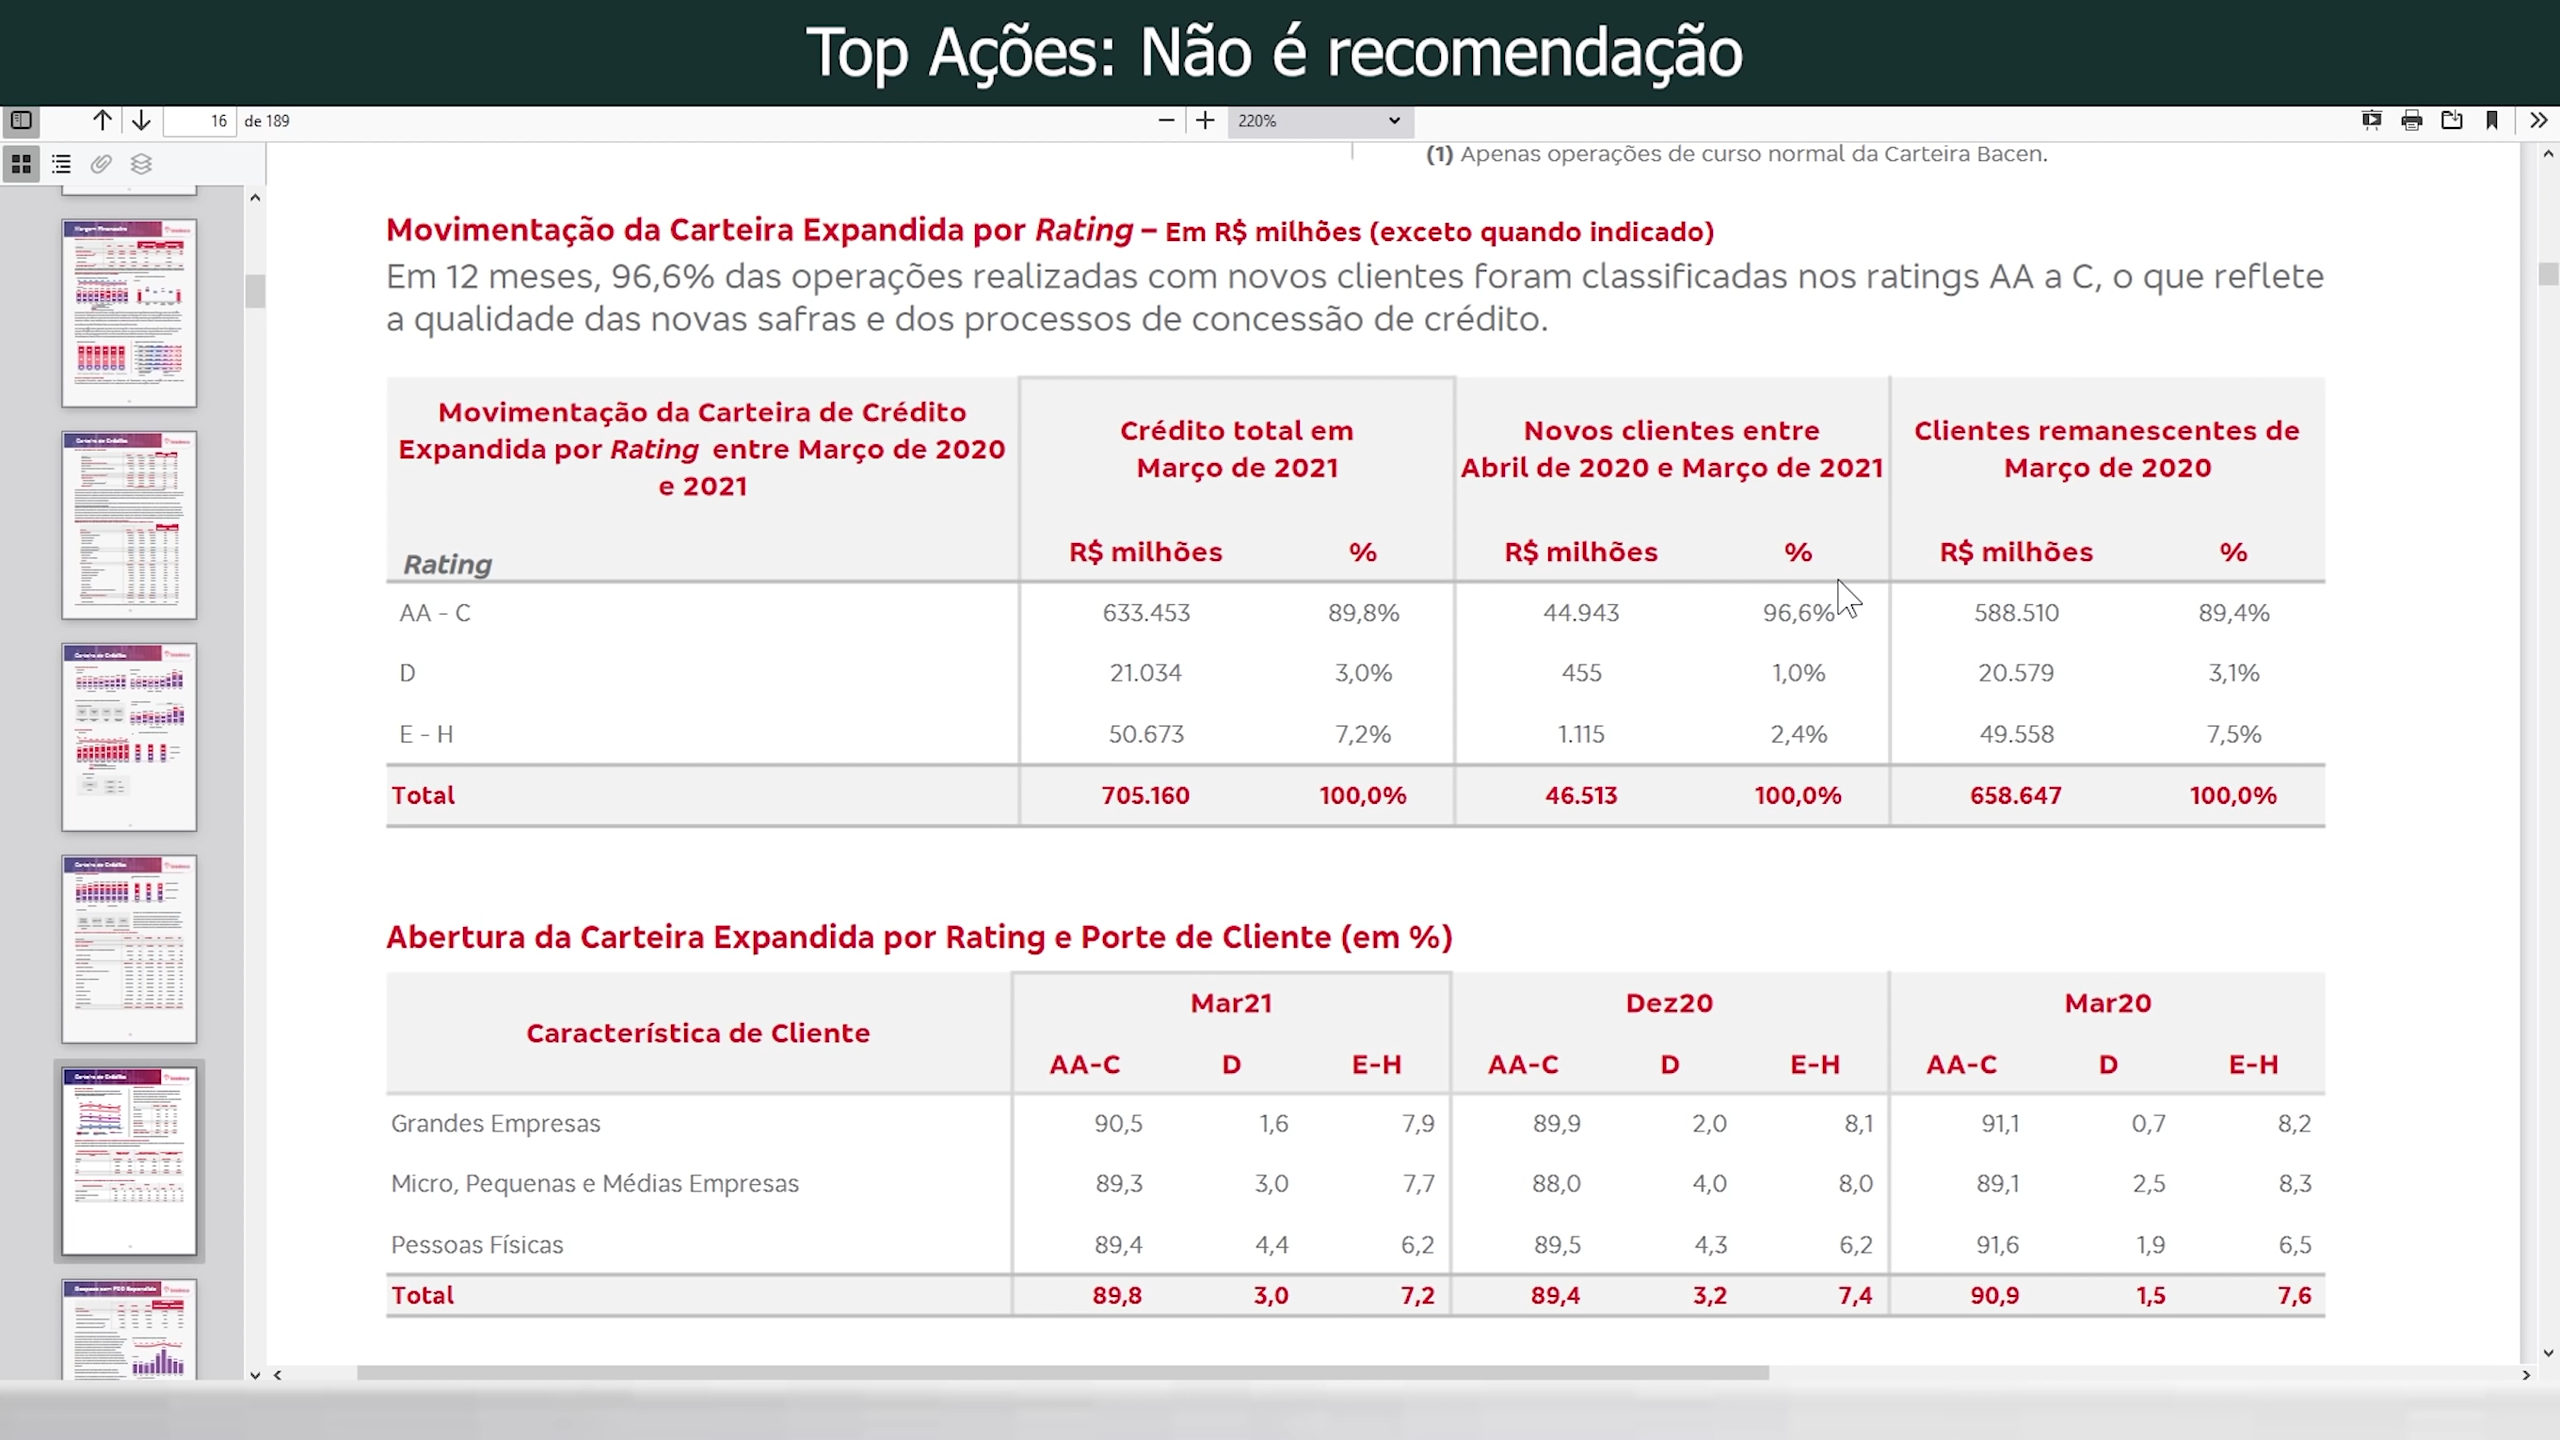 Top Ações: Não é recomendação
16 de 189
220%
(1) Apenas operações de curso normal da Carteira Bacen.
Movimentação da Carteira Expandida por Rating – Em R$ milhões (exceto quando indicado)
Em 12 meses, 96,6% das operações realizadas com novos clientes foram classificadas nos ratings AA a C, o que reflete
a qualidade das novas safras e dos processos de concessão de crédito.
Movimentação da Carteira de Crédito
Expandida por Rating entre Março de 2020
e 2021
Crédito total em
Março de 2021
Novos clientes entre
Abril de 2020 e Março de 2021
Clientes remanescentes de
Março de 2020
Rating R$ milhões % R$ milhões % R$ milhões %
AA - C 633.453 89,8% 44.943 96,6% 588.510 89,4%
D 21.034 3,0% 455 1,0% 20.579 3,1%
E - H 50.673 7,2% 1.115 2,4% 49.558 7,5%
Total 705.160 100,0% 46.513 100,0% 658.647 100,0%
Abertura da Carteira Expandida por Rating e Porte de Cliente (em %)
Característica de Cliente
Mar21 Dez20 Mar20
AA-C D E-H AA-C D E-H AA-C D E-H
Grandes Empresas 90,5 1,6 7,9 89,9 2,0 8,1 91,1 0,7 8,2
Micro, Pequenas e Médias Empresas 89,3 3,0 7,7 88,0 4,0 8,0 89,1 2,5 8,3
Pessoas Físicas 89,4 4,4 6,2 89,5 4,3 6,2 91,6 1,9 6,5
Total 89,8 3,0 7,2 89,4 3,2 7,4 90,9 1,5 7,6